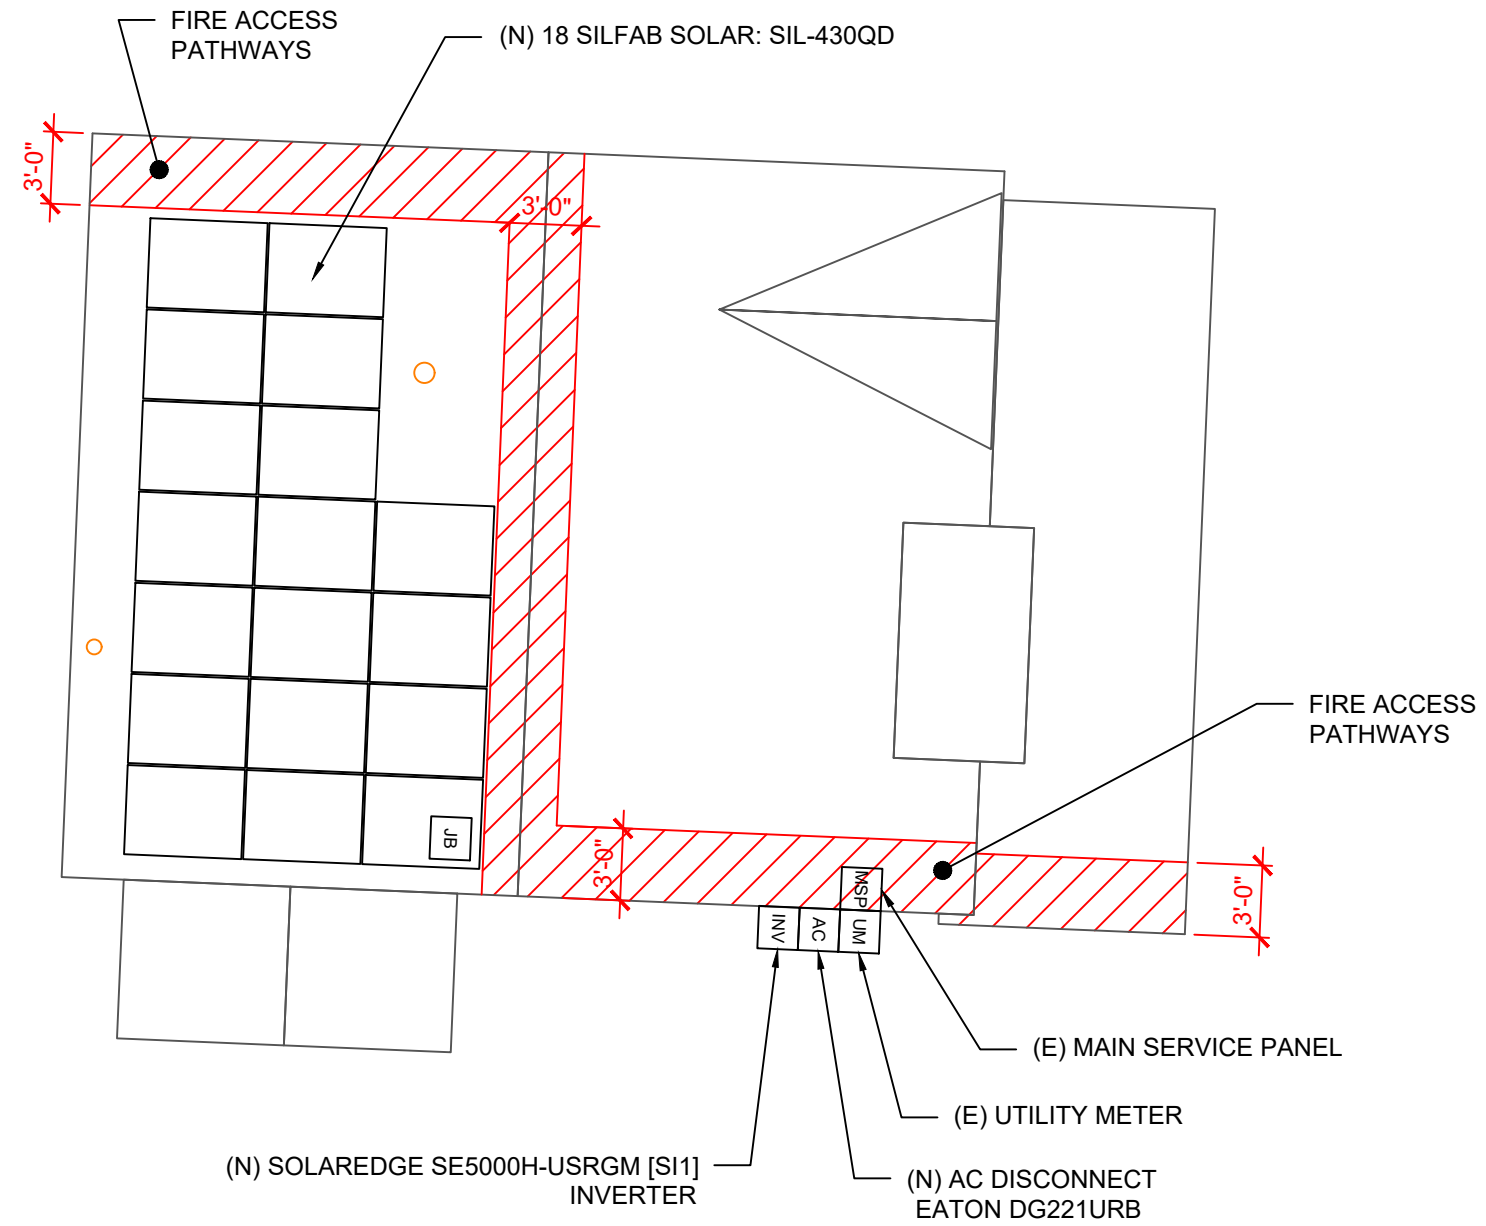 FIRE ACCESS
PATHWAYS
(N) 18 SILFAB SOLAR: SIL-430QD
3'-0"
3'-0"
FIRE ACCESS
PATHWAYS
JB
3'-0"
3'-0"
MSP
INV
AC
UM
(E) MAIN SERVICE PANEL
(E) UTILITY METER
(N) SOLAREDGE SE5000H-USRGM [SI1]
INVERTER
(N) AC DISCONNECT
EATON DG221URB